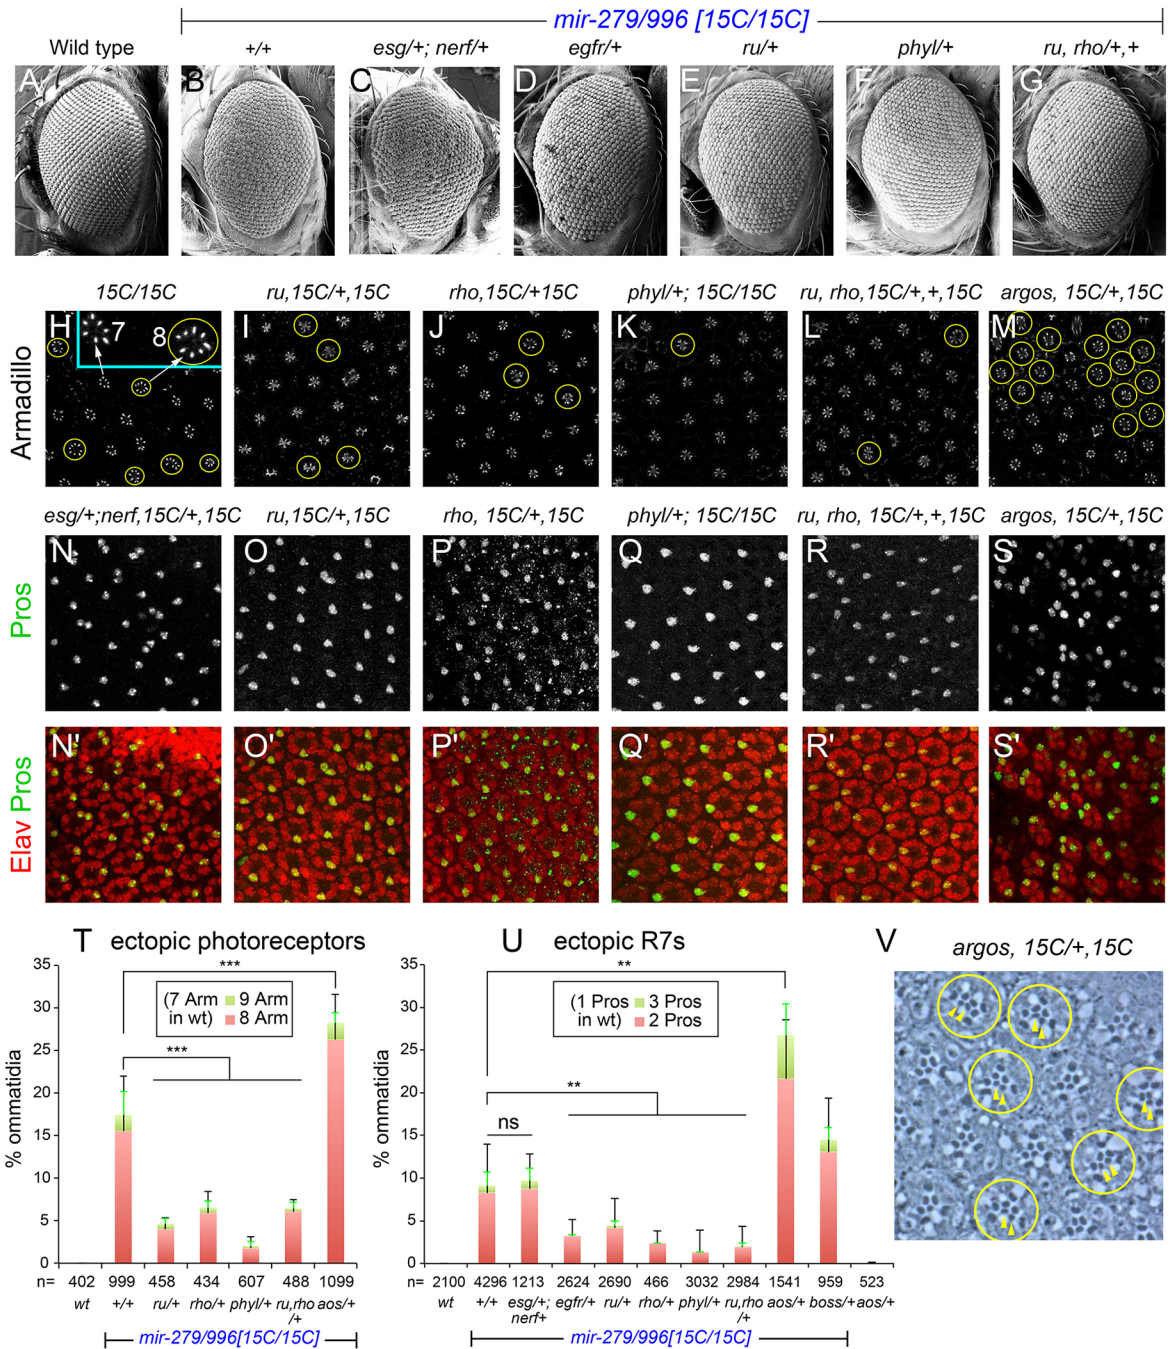 mir-279/996 [15C/15C]
Wild type +/+ esg/+; nerf/+ egfr/+ ru/+ phyl/+ ru, rho/+,+
A B C D E F G
15C/15C ru,15C/+,15C rho,15C/+15C phyl/+; 15C/15C ru, rho,15C/+,+,15C argos, 15C/+,15C
Armadillo
H 7 8 I J K L M
esg/+;nerf,15C/+,15C ru,15C/+,15C rho, 15C/+,15C phyl/+; 15C/15C ru, rho, 15C/+,+,15C argos, 15C/+,15C
Pros
N O P Q R S
Elav Pros
N' O' P' Q' R' S'
T ectopic photoreceptors
% ommatidia
35
30
25
20
15
10
5
0
***
(7 Arm in wt)
9 Arm
8 Arm
***
n= 402 999 458 434 607 488 1099
wt +/+ ru/+ rho/+ phyl/+ ru,rho/+ aos/+
mir-279/996[15C/15C]
U ectopic R7s
% ommatidia
35
30
25
20
15
10
5
0
**
(1 Pros in wt)
3 Pros
2 Pros
**
ns
n= 2100 4296 1213 2624 2690 466 3032 2984 1541 959 523
wt +/+ esg/+; nerf+ egfr/+ ru/+ rho/+ phyl/+ ru,rho/+ aos/+ boss/+ aos/+
mir-279/996[15C/15C]
V argos, 15C/+,15C